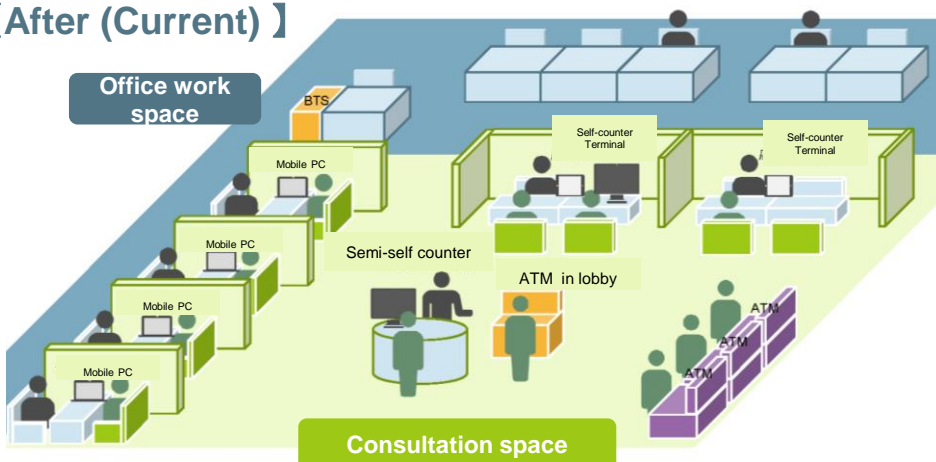 【After (Current) 】
Office work
space
BTS
Self-counter
Terminal
Self-counter
Terminal
Mobile PC
Mobile PC
Semi-self counter
ATM in lobby
Mobile PC
ATM
ATM
Mobile PC
ATM
Consultation space